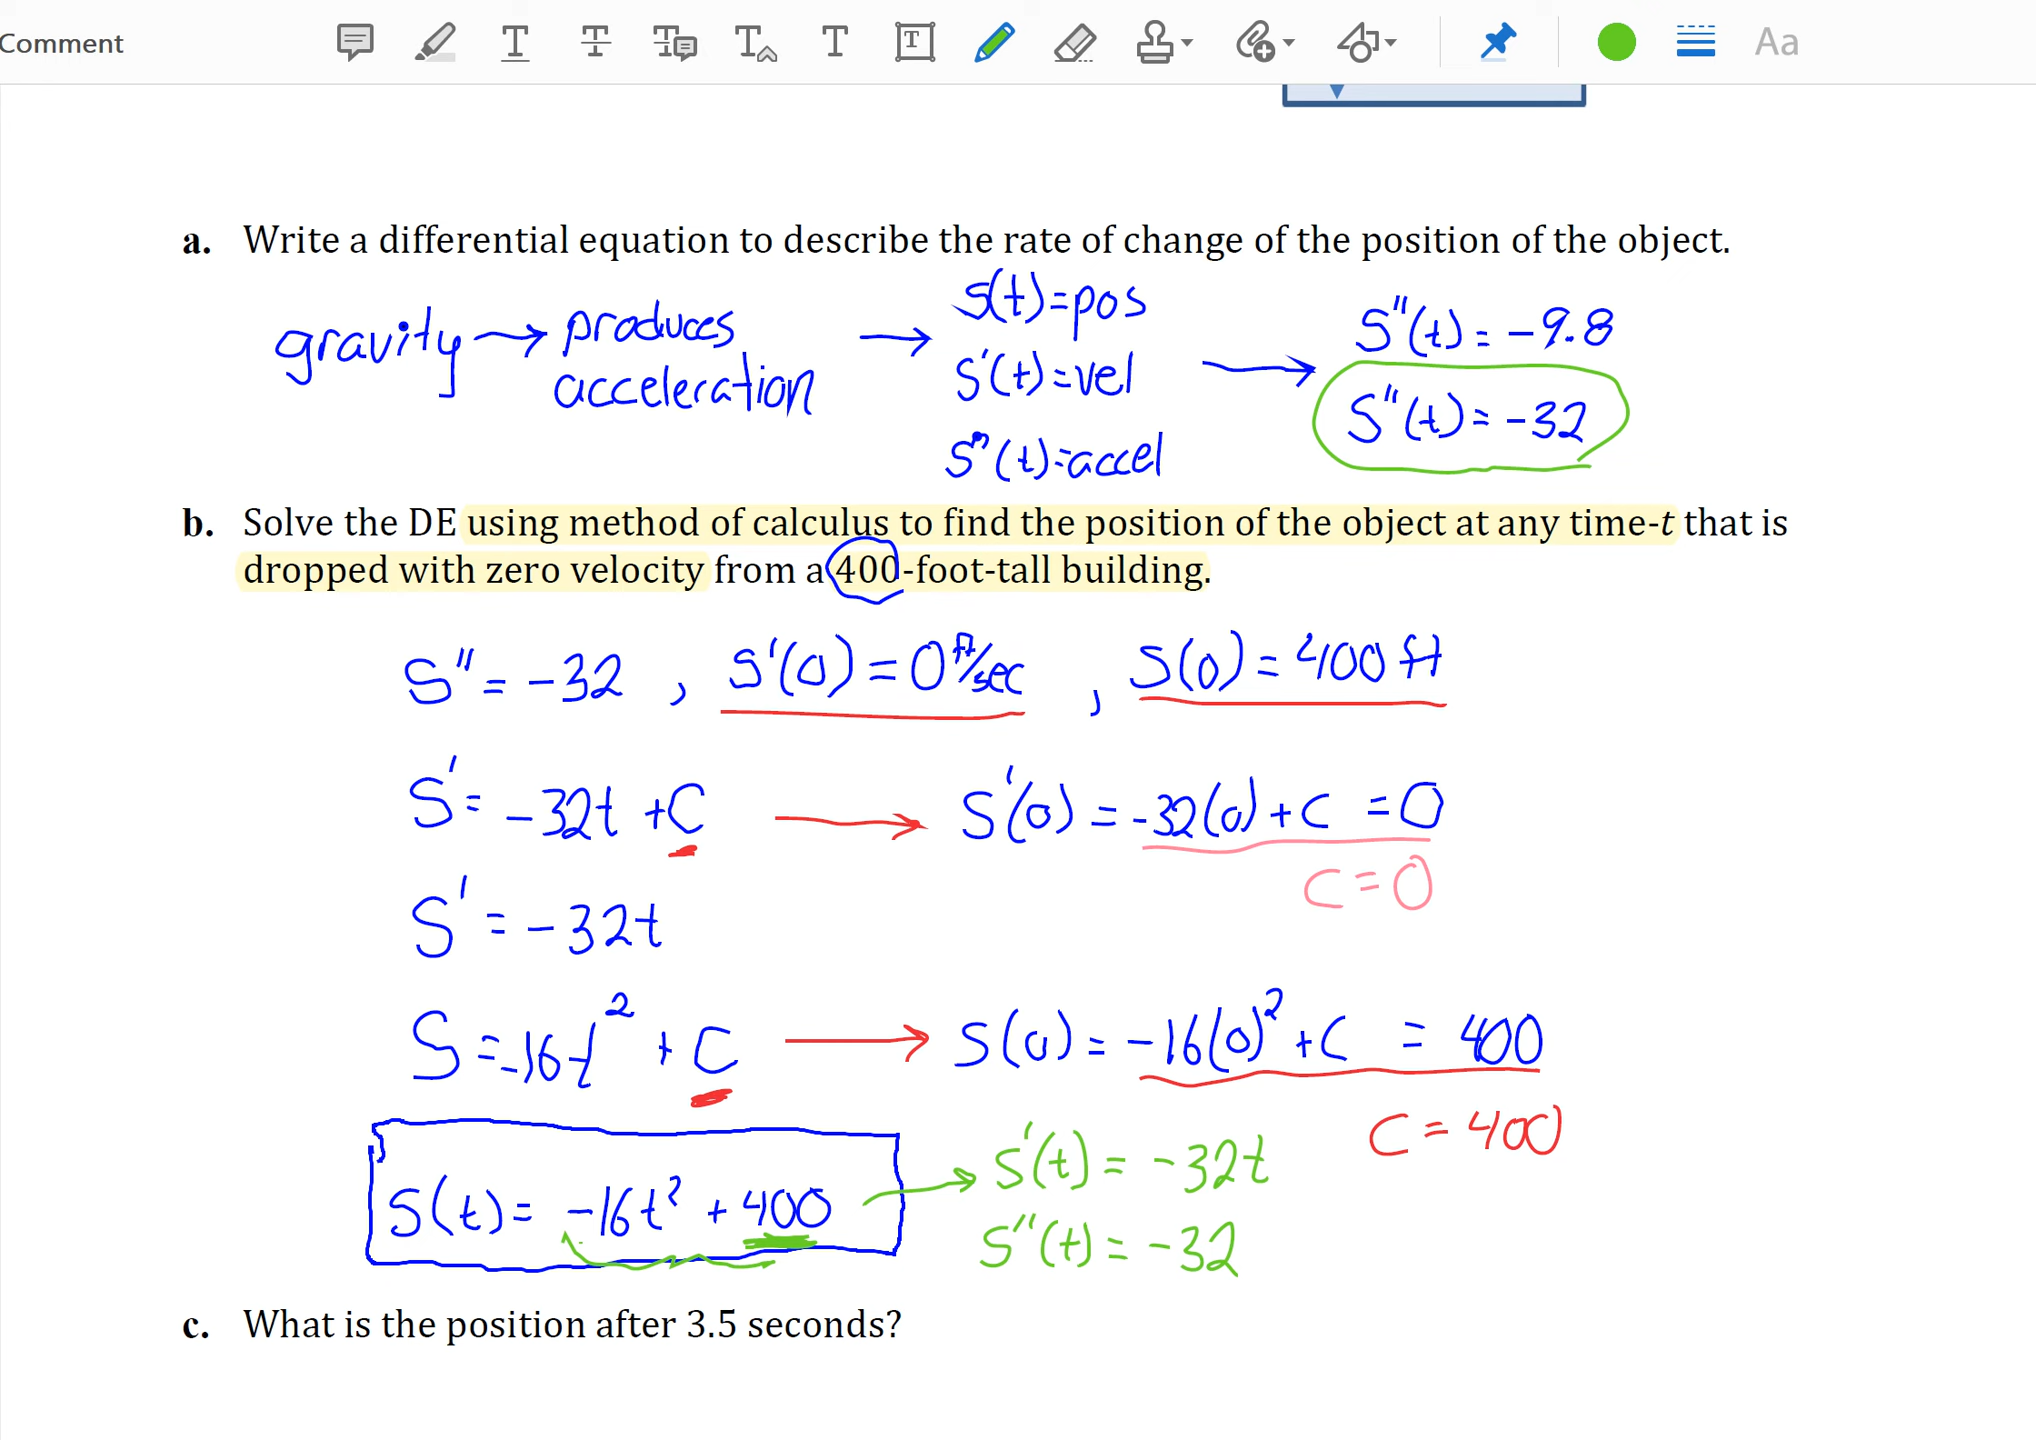 Comment
T T T T T T Aa
a. Write a differential equation to describe the rate of change of the position of the object.
gravity → produces acceleration →
S(t)=pos
S'(t)=vel
S''(t)=accel
→ S''(t) = -9.8
S''(t) = -32
b. Solve the DE using method of calculus to find the position of the object at any time-t that is
dropped with zero velocity from a 400-foot-tall building.
S'' = -32 , S'(0) = 0 ft/sec , S(0) = 400 ft
S' = -32t + C → S'(0) = -32(0) + C = 0
C = 0
S' = -32t
S = -16t² + C → S(0) = -16(0)² + C = 400
C = 400
S(t) = -16t² + 400 → S'(t) = -32t
S''(t) = -32
c. What is the position after 3.5 seconds?